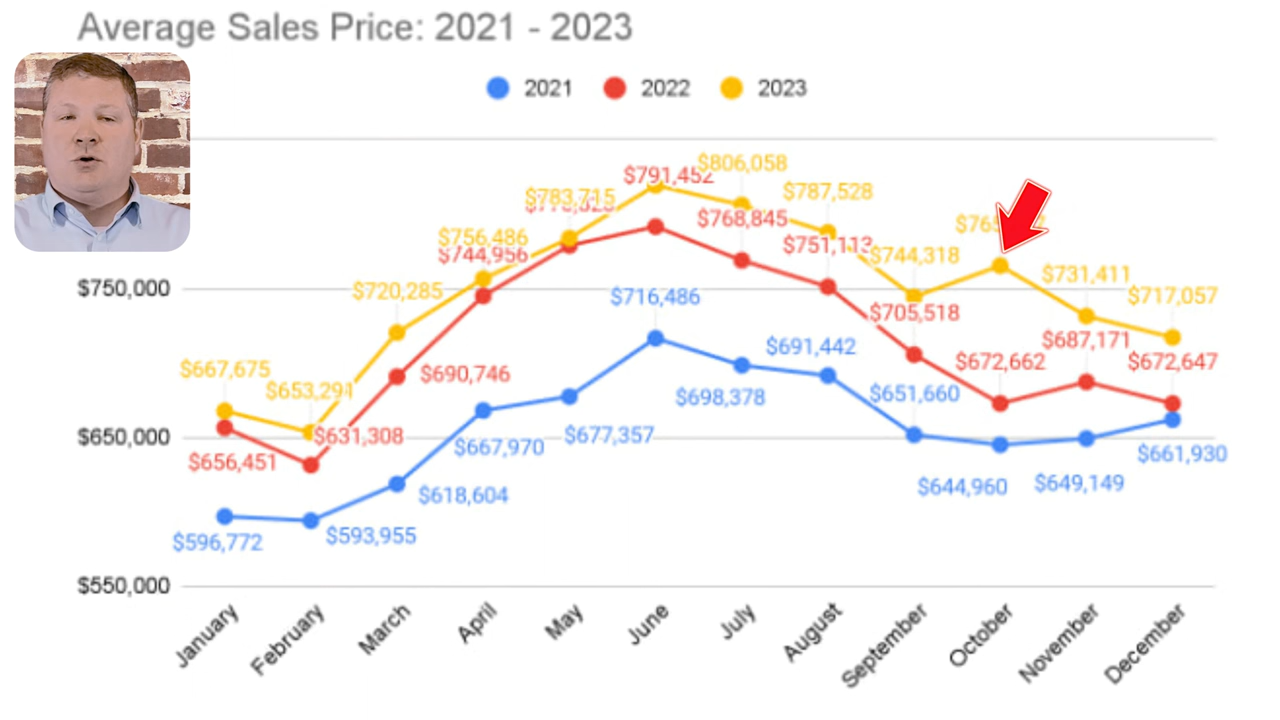 Average Sales Price: 2021 - 2023
2021 2022 2023
$806,058
$791,452
$787,528
$783,715
$768,845
$756,486
$744,956
$751,113
$744,318
$731,411
$750,000
$720,285
$716,486
$717,057
$705,518
$691,442
$687,171
$672,662
$672,647
$667,675
$690,746
$653,291
$698,378
$651,660
$650,000
$631,308
$677,357
$667,970
$656,451
$661,930
$644,960
$649,149
$618,604
$596,772
$593,955
$550,000
January
February
March
April
May
June
July
August
September
October
November
December